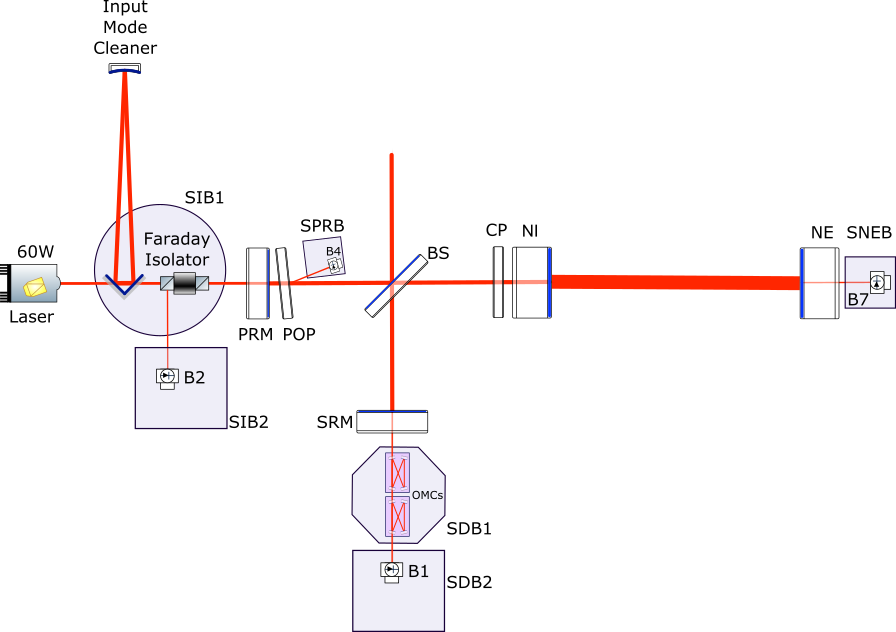 Input
Mode
Cleaner
SIB1
60W
Faraday
Isolator
SPRB
B4
BS
CP
NI
NE
SNEB
B7
Laser
PRM
POP
B2
SIB2
SRM
OMCs
SDB1
B1
SDB2